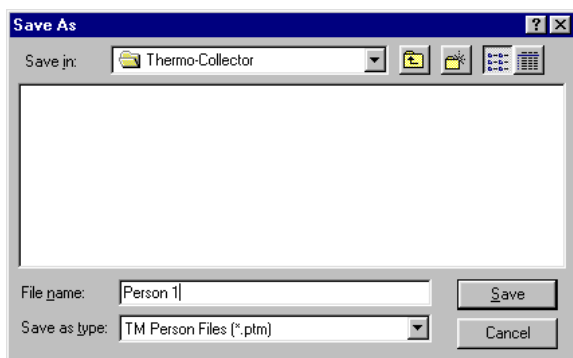 Save As
Save in: Thermo-Collector
File name: Person 1
Save
Save as type: TM Person Files (*.ptm)
Cancel